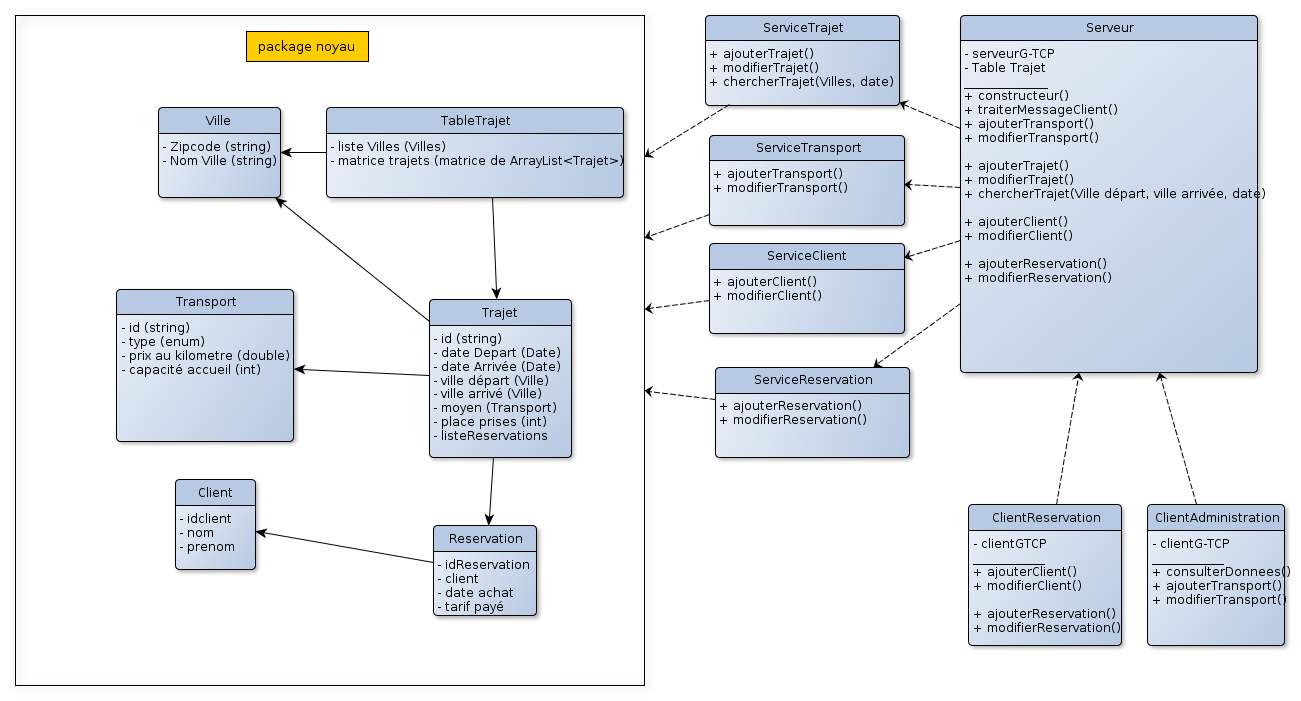 package noyau
Ville
- Zipcode (string)
- Nom Ville (string)
TableTrajet
- liste Villes (Villes)
- matrice trajets (matrice de ArrayList<Trajet>)
Transport
- id (string)
- type (enum)
- prix au kilometre (double)
- capacité accueil (int)
Trajet
- id (string)
- date Depart (Date)
- date Arrivée (Date)
- ville départ (Ville)
- ville arrivé (Ville)
- moyen (Transport)
- place prises (int)
- listeReservations
Client
- idclient
- nom
- prenom
Reservation
- idReservation
- client
- date achat
- tarif payé
ServiceTrajet
+ ajouterTrajet()
+ modifierTrajet()
+ chercherTrajet(Villes, date)
ServiceTransport
+ ajouterTransport()
+ modifierTransport()
ServiceClient
+ ajouterClient()
+ modifierClient()
ServiceReservation
+ ajouterReservation()
+ modifierReservation()
Serveur
- serveurG-TCP
- Table Trajet
+ constructeur()
+ traiterMessageClient()
+ ajouterTransport()
+ modifierTransport()
+ ajouterTrajet()
+ modifierTrajet()
+ chercherTrajet(Ville départ, ville arrivée, date)
+ ajouterClient()
+ modifierClient()
+ ajouterReservation()
+ modifierReservation()
ClientReservation
- clientGTCP
+ ajouterClient()
+ modifierClient()
+ ajouterReservation()
+ modifierReservation()
ClientAdministration
- clientG-TCP
+ consulterDonnees()
+ ajouterTransport()
+ modifierTransport()